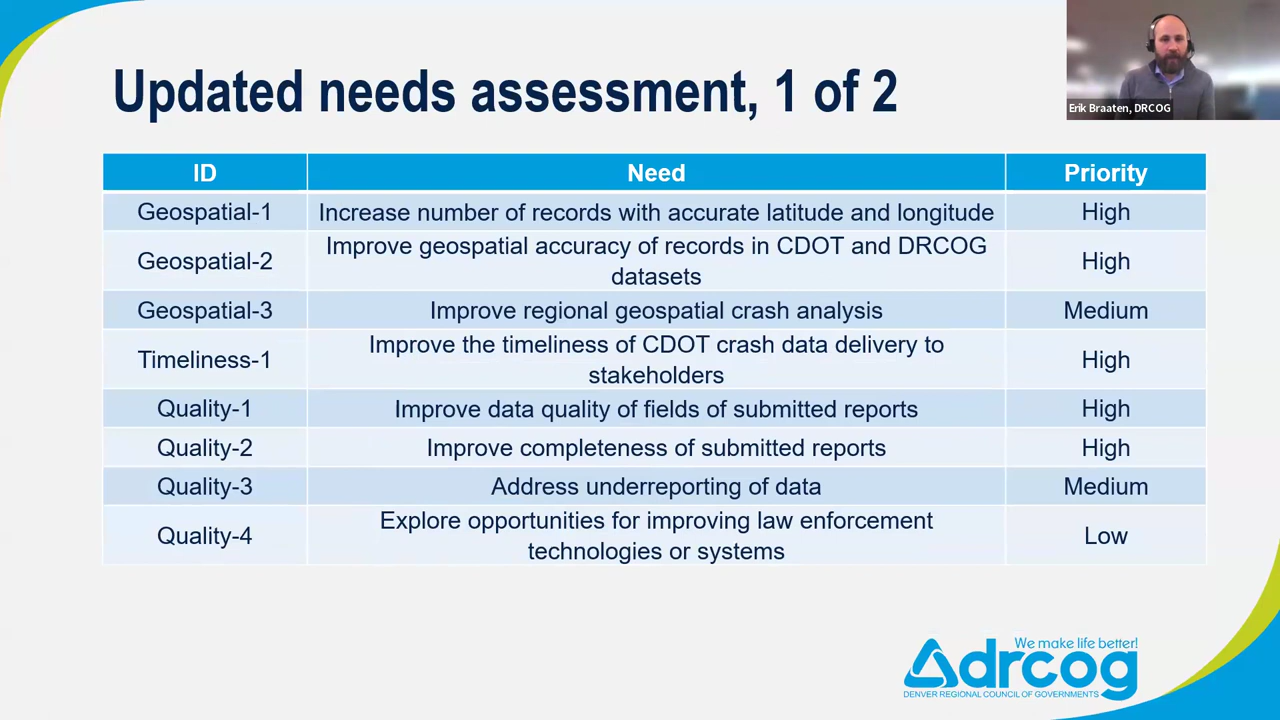 Updated needs assessment, 1 of 2
Erik Braaten, DRCOG
ID Need Priority
Geospatial-1 Increase number of records with accurate latitude and longitude High
Geospatial-2 Improve geospatial accuracy of records in CDOT and DRCOG
datasets High
Geospatial-3 Improve regional geospatial crash analysis Medium
Timeliness-1 Improve the timeliness of CDOT crash data delivery to
stakeholders High
Quality-1 Improve data quality of fields of submitted reports High
Quality-2 Improve completeness of submitted reports High
Quality-3 Address underreporting of data Medium
Quality-4 Explore opportunities for improving law enforcement
technologies or systems Low
We make life better!
drcog
DENVER REGIONAL COUNCIL OF GOVERNMENTS